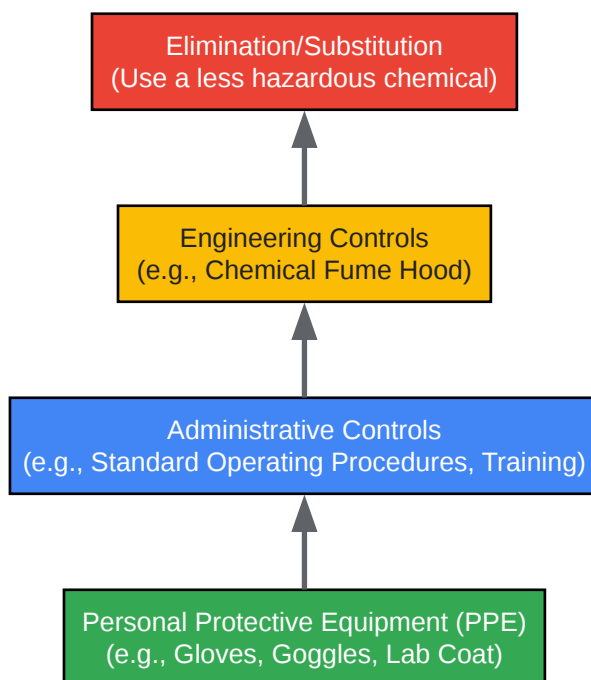 Elimination/Substitution
(Use a less hazardous chemical)
Engineering Controls
(e.g., Chemical Fume Hood)
Administrative Controls
(e.g., Standard Operating Procedures, Training)
Personal Protective Equipment (PPE)
(e.g., Gloves, Goggles, Lab Coat)